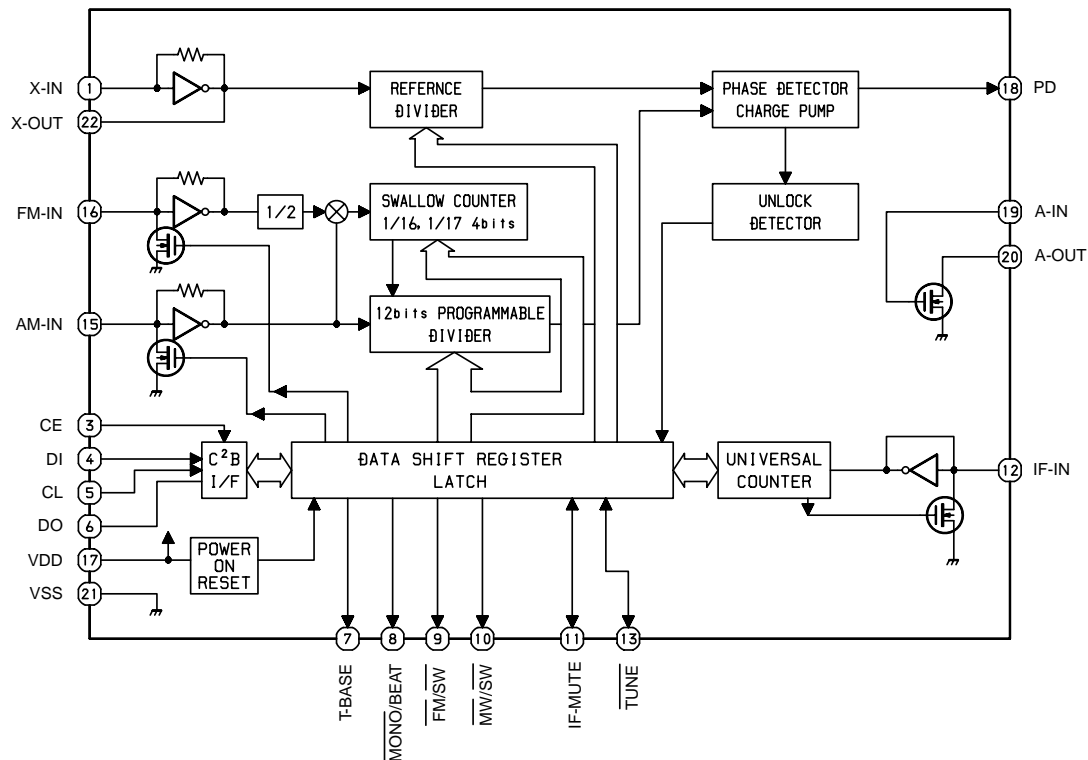 X-IN
1
X-OUT
22
REFERNCE
DIVIDER
PHASE DETECTOR
CHARGE PUMP
18
PD
FM-IN
16
1/2
SWALLOW COUNTER
1/16, 1/17 4bits
UNLOCK
DETECTOR
19
A-IN
20
A-OUT
AM-IN
15
12bits PROGRAMMABLE
DIVIDER
CE
3
DI
4
CL
5
DO
6
VDD
17
VSS
21
C2B
I/F
DATA SHIFT REGISTER
LATCH
UNIVERSAL
COUNTER
12
IF-IN
POWER
ON
RESET
7
8
9
10
11
13
T-BASE
MONO/BEAT
FM/SW
MW/SW
IF-MUTE
TUNE